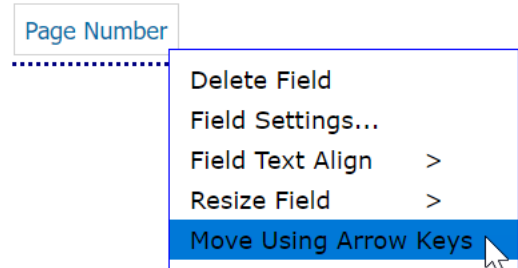 Page Number
Delete Field
Field Settings...
Field Text Align >
Resize Field >
Move Using Arrow Keys